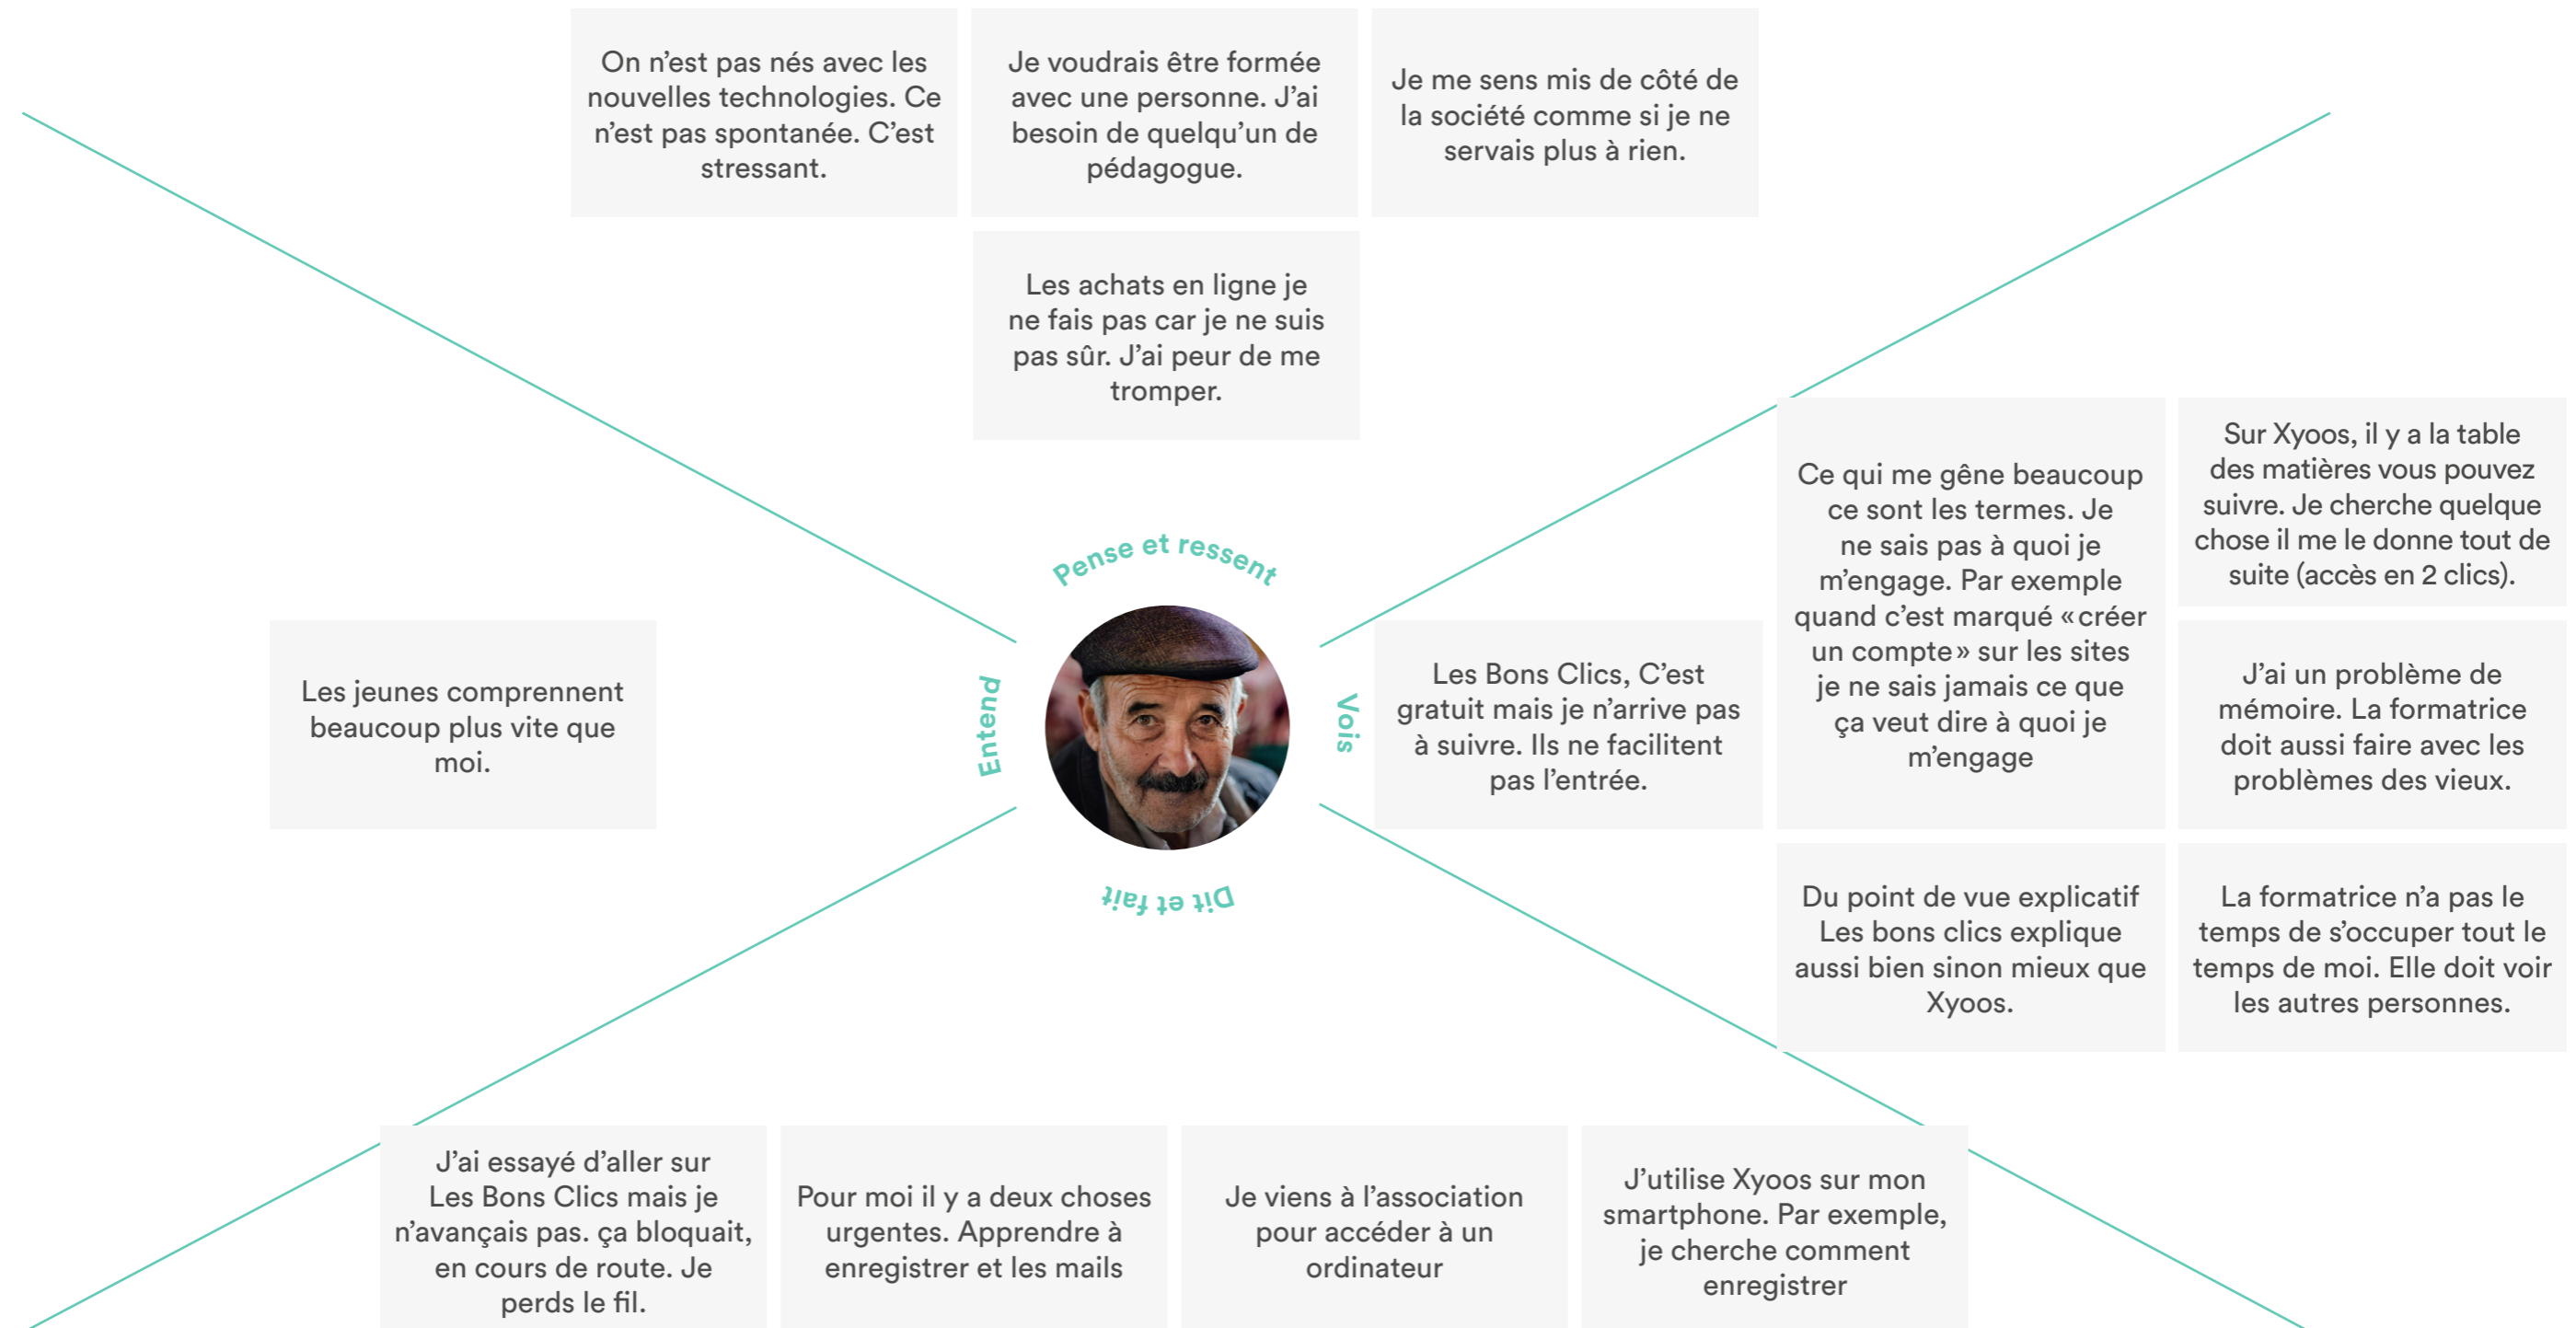 On n’est pas nés avec les
nouvelles technologies. Ce
n’est pas spontanée. C’est
stressant.
Je voudrais être formée
avec une personne. J’ai
besoin de quelqu’un de
pédagogue.
Je me sens mis de côté de
la société comme si je ne
servais plus à rien.
Les achats en ligne je
ne fais pas car je ne suis
pas sûr. J’ai peur de me
tromper.
Pense et ressent
Entend
Vois
Dit et fait
Les jeunes comprennent
beaucoup plus vite que
moi.
Les Bons Clics, C’est
gratuit mais je n’arrive pas
à suivre. Ils ne facilitent
pas l’entrée.
Ce qui me gêne beaucoup
ce sont les termes. Je
ne sais pas à quoi je
m’engage. Par exemple
quand c’est marqué «créer
un compte» sur les sites
je ne sais jamais ce que
ça veut dire à quoi je
m’engage
Sur Xyoos, il y a la table
des matières vous pouvez
suivre. Je cherche quelque
chose il me le donne tout de
suite (accès en 2 clics).
J’ai un problème de
mémoire. La formatrice
doit aussi faire avec les
problèmes des vieux.
Du point de vue explicatif
Les bons clics explique
aussi bien sinon mieux que
Xyoos.
La formatrice n’a pas le
temps de s’occuper tout le
temps de moi. Elle doit voir
les autres personnes.
J’ai essayé d’aller sur
Les Bons Clics mais je
n’avançais pas. ça bloquait,
en cours de route. Je
perds le fil.
Pour moi il y a deux choses
urgentes. Apprendre à
enregistrer et les mails
Je viens à l’association
pour accéder à un
ordinateur
J’utilise Xyoos sur mon
smartphone. Par exemple,
je cherche comment
enregistrer